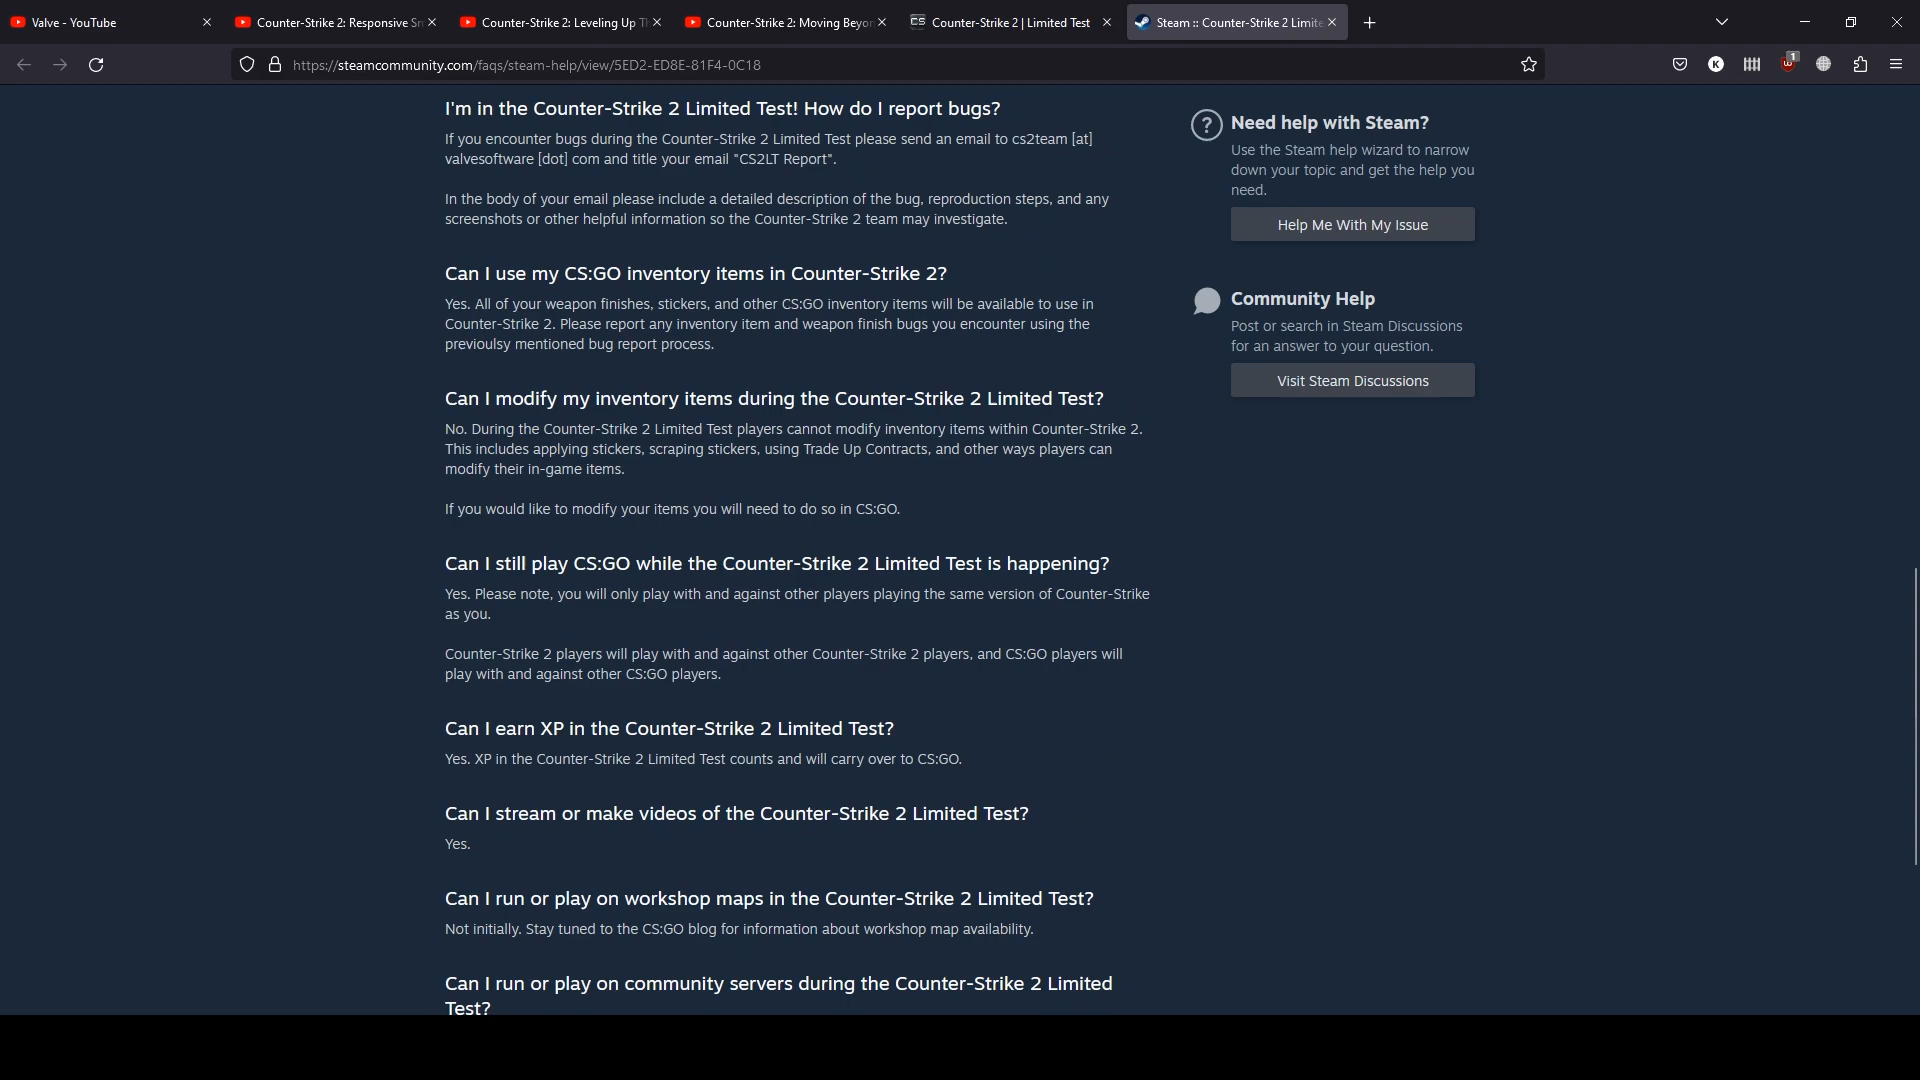 Valve - YouTube
Counter-Strike 2: Responsive Sm
Counter-Strike 2: Leveling Up Th
Counter-Strike 2: Moving Beyon
Counter-Strike 2 | Limited Test
Steam :: Counter-Strike 2 Limite
https://steamcommunity.com/faqs/steam-help/view/5ED2-ED8E-81F4-0C18
K
1
I'm in the Counter-Strike 2 Limited Test! How do I report bugs?
If you encounter bugs during the Counter-Strike 2 Limited Test please send an email to cs2team [at]
valvesoftware [dot] com and title your email "CS2LT Report".
In the body of your email please include a detailed description of the bug, reproduction steps, and any
screenshots or other helpful information so the Counter-Strike 2 team may investigate.
Can I use my CS:GO inventory items in Counter-Strike 2?
Yes. All of your weapon finishes, stickers, and other CS:GO inventory items will be available to use in
Counter-Strike 2. Please report any inventory item and weapon finish bugs you encounter using the
previoulsy mentioned bug report process.
Can I modify my inventory items during the Counter-Strike 2 Limited Test?
No. During the Counter-Strike 2 Limited Test players cannot modify inventory items within Counter-Strike 2.
This includes applying stickers, scraping stickers, using Trade Up Contracts, and other ways players can
modify their in-game items.
If you would like to modify your items you will need to do so in CS:GO.
Can I still play CS:GO while the Counter-Strike 2 Limited Test is happening?
Yes. Please note, you will only play with and against other players playing the same version of Counter-Strike
as you.
Counter-Strike 2 players will play with and against other Counter-Strike 2 players, and CS:GO players will
play with and against other CS:GO players.
Can I earn XP in the Counter-Strike 2 Limited Test?
Yes. XP in the Counter-Strike 2 Limited Test counts and will carry over to CS:GO.
Can I stream or make videos of the Counter-Strike 2 Limited Test?
Yes.
Can I run or play on workshop maps in the Counter-Strike 2 Limited Test?
Not initially. Stay tuned to the CS:GO blog for information about workshop map availability.
Can I run or play on community servers during the Counter-Strike 2 Limited
Test?
Need help with Steam?
Use the Steam help wizard to narrow
down your topic and get the help you
need.
Help Me With My Issue
Community Help
Post or search in Steam Discussions
for an answer to your question.
Visit Steam Discussions